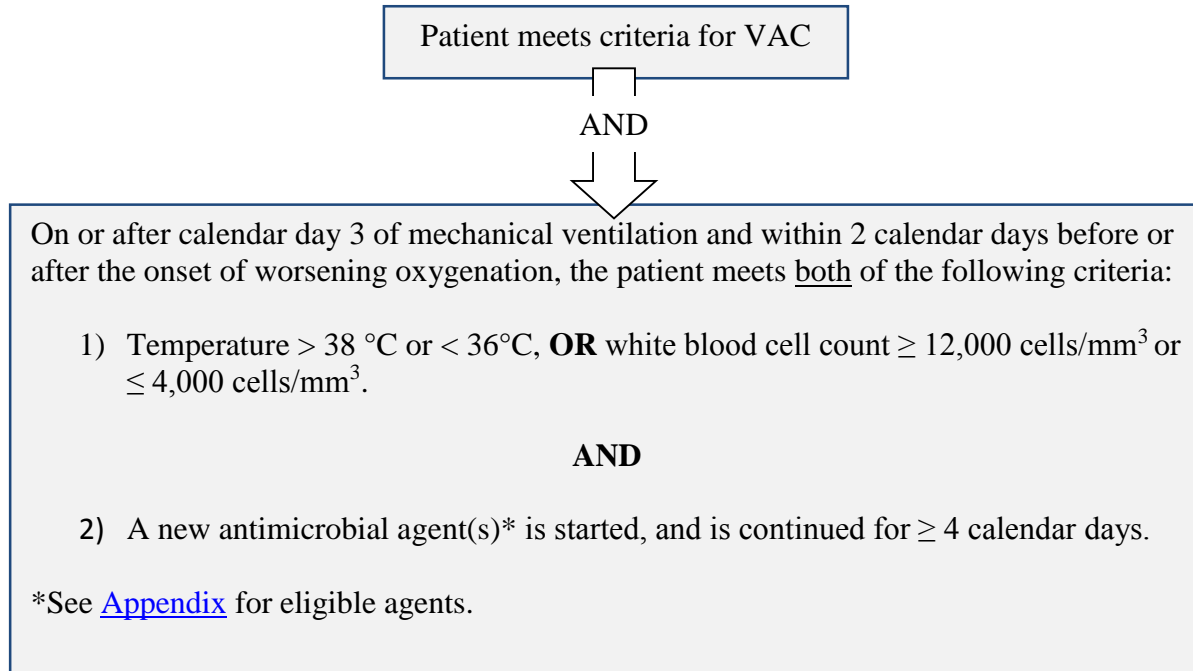 Patient meets criteria for VAC
AND
On or after calendar day 3 of mechanical ventilation and within 2 calendar days before or
after the onset of worsening oxygenation, the patient meets both of the following criteria:
1) Temperature > 38 °C or < 36°C, OR white blood cell count ≥ 12,000 cells/mm³ or
≤ 4,000 cells/mm³.
AND
2) A new antimicrobial agent(s)* is started, and is continued for ≥ 4 calendar days.
*See Appendix for eligible agents.